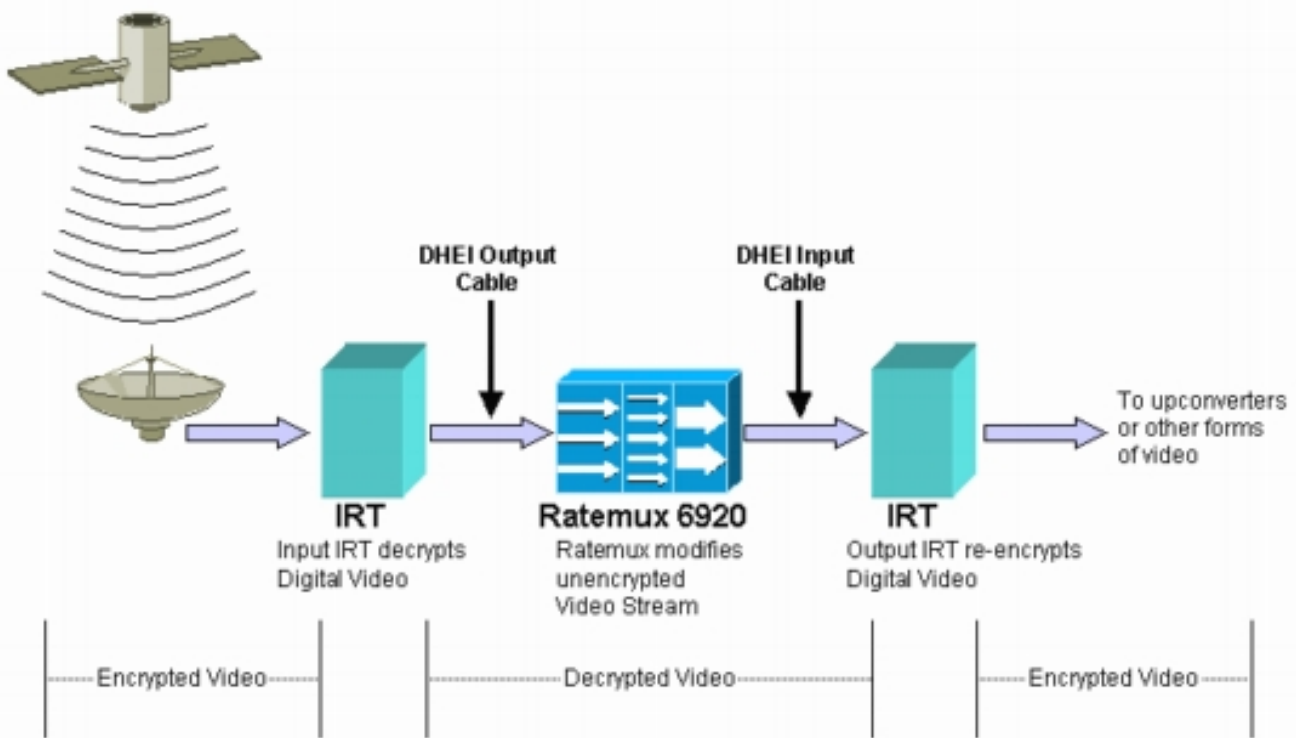 DHEI Output
Cable
DHEI Input
Cable
To upconverters
or other forms
of video
IRT
Input IRT decrypts
Digital Video
Ratemux 6920
Ratemux modifies
unencrypted
Video Stream
IRT
Output IRT re-encrypts
Digital Video
Encrypted Video
Decrypted Video
Encrypted Video